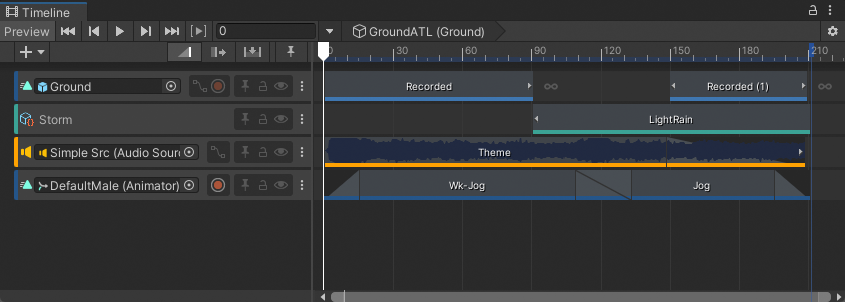 Timeline
Preview
0
GroundATL (Ground)
0 30 60 90 120 150 180 210
Ground
Recorded
Recorded (1)
Storm
LightRain
Simple Src (Audio Sour
Theme
DefaultMale (Animator)
Wk-Jog
Jog